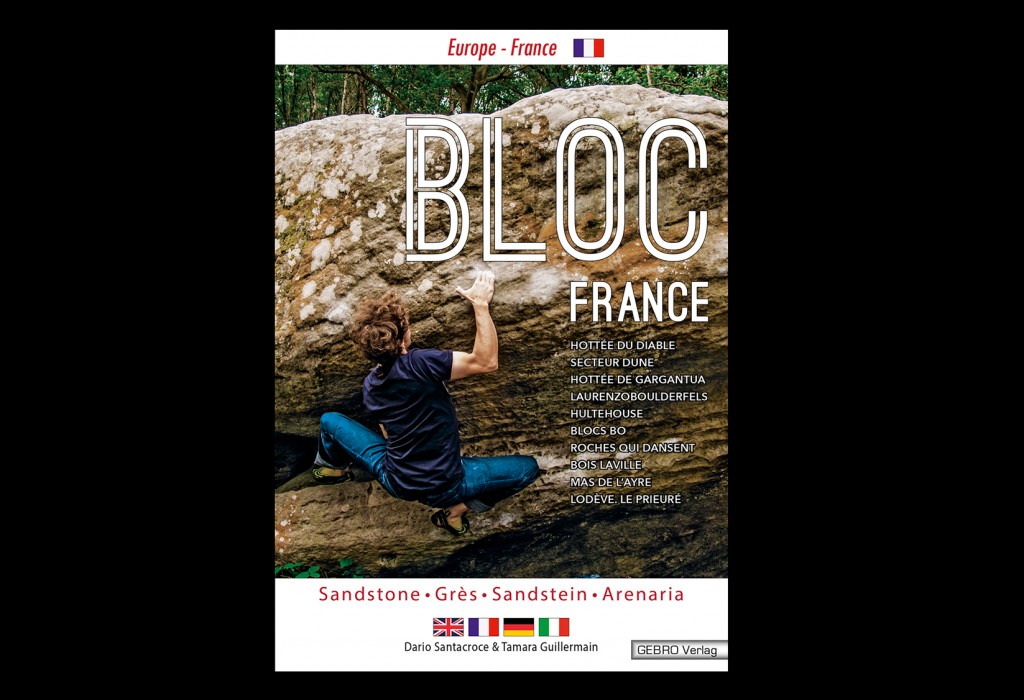 Europe - France
BLOC
FRANCE
HOTTÉE DU DIABLE
SECTEUR DUNE
HOTTÉE DE GARGANTUA
LAURENZOBOULDERFELS
HULTEHOUSE
BLOCS BO
ROCHES QUI DANSENT
BOIS LAVILLE
MAS DE L'AYRE
LODÈVE. LE PRIEURÉ
Sandstone • Grès • Sandstein • Arenaria
Dario Santacroce & Tamara Guillermain
GEBRO Verlag